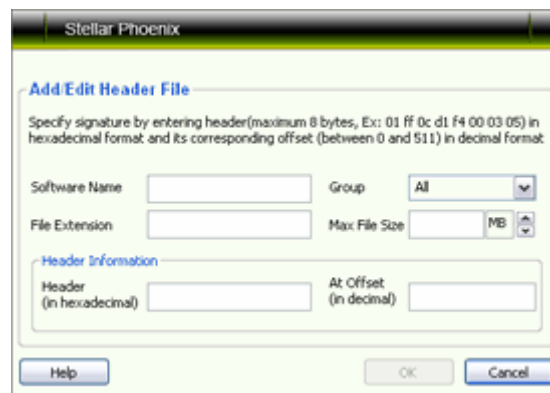 Stellar Phoenix
Add/Edit Header File
Specify signature by entering header(maximum 8 bytes, Ex: 01 ff 0c d1 f4 00 03 05) in
hexadecimal format and its corresponding offset (between 0 and 511) in decimal format
Software Name
Group
All
File Extension
Max File Size
MB
Header Information
Header
(in hexadecimal)
At Offset
(in decimal)
Help
OK
Cancel